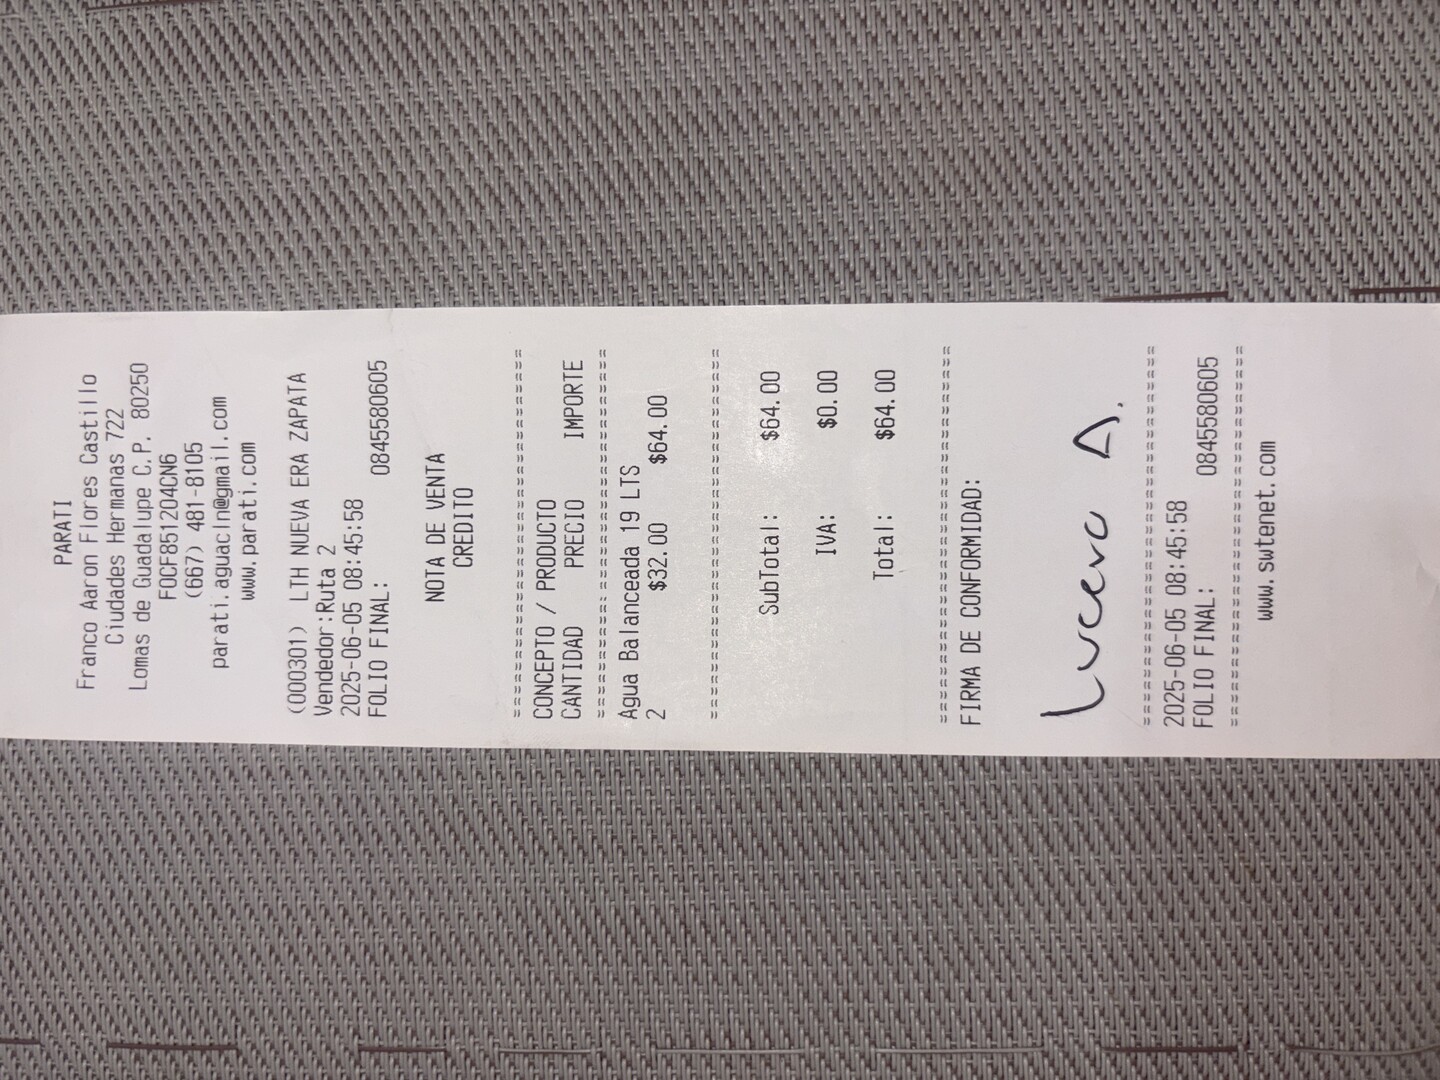 PARATI
Franco Aaron Flores Castillo
Ciudades Hermanas 722
Lomas de Guadalupe C.P. 80250
FOCF851204CN6
(667) 481-8105
parati.aguacln@gmail.com
www.parati.com
(000301) LTH NUEVA ERA ZAPATA
Vendedor:Ruta 2
2025-06-05 08:45:58
FOLIO FINAL: 0845580605
NOTA DE VENTA
CREDITO
==============================
CONCEPTO / PRODUCTO
CANTIDAD PRECIO IMPORTE
==============================
Agua Balanceada 19 LTS
2 $32.00 $64.00
==============================
SubTotal: $64.00
IVA: $0.00
Total: $64.00
==============================
FIRMA DE CONFORMIDAD:
Lucero A.
==============================
2025-06-05 08:45:58
FOLIO FINAL: 0845580605
==============================
www.swtenet.com